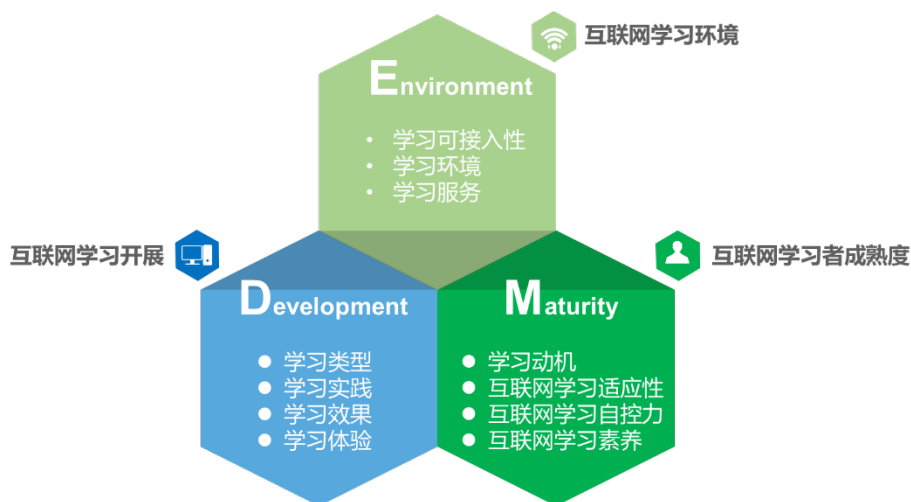 互联网学习环境
Environment
• 学习可接入性
• 学习环境
• 学习服务
互联网学习开展
互联网学习者成熟度
Development
● 学习类型
● 学习实践
● 学习效果
● 学习体验
Maturity
● 学习动机
● 互联网学习适应性
● 互联网学习自控力
● 互联网学习素养